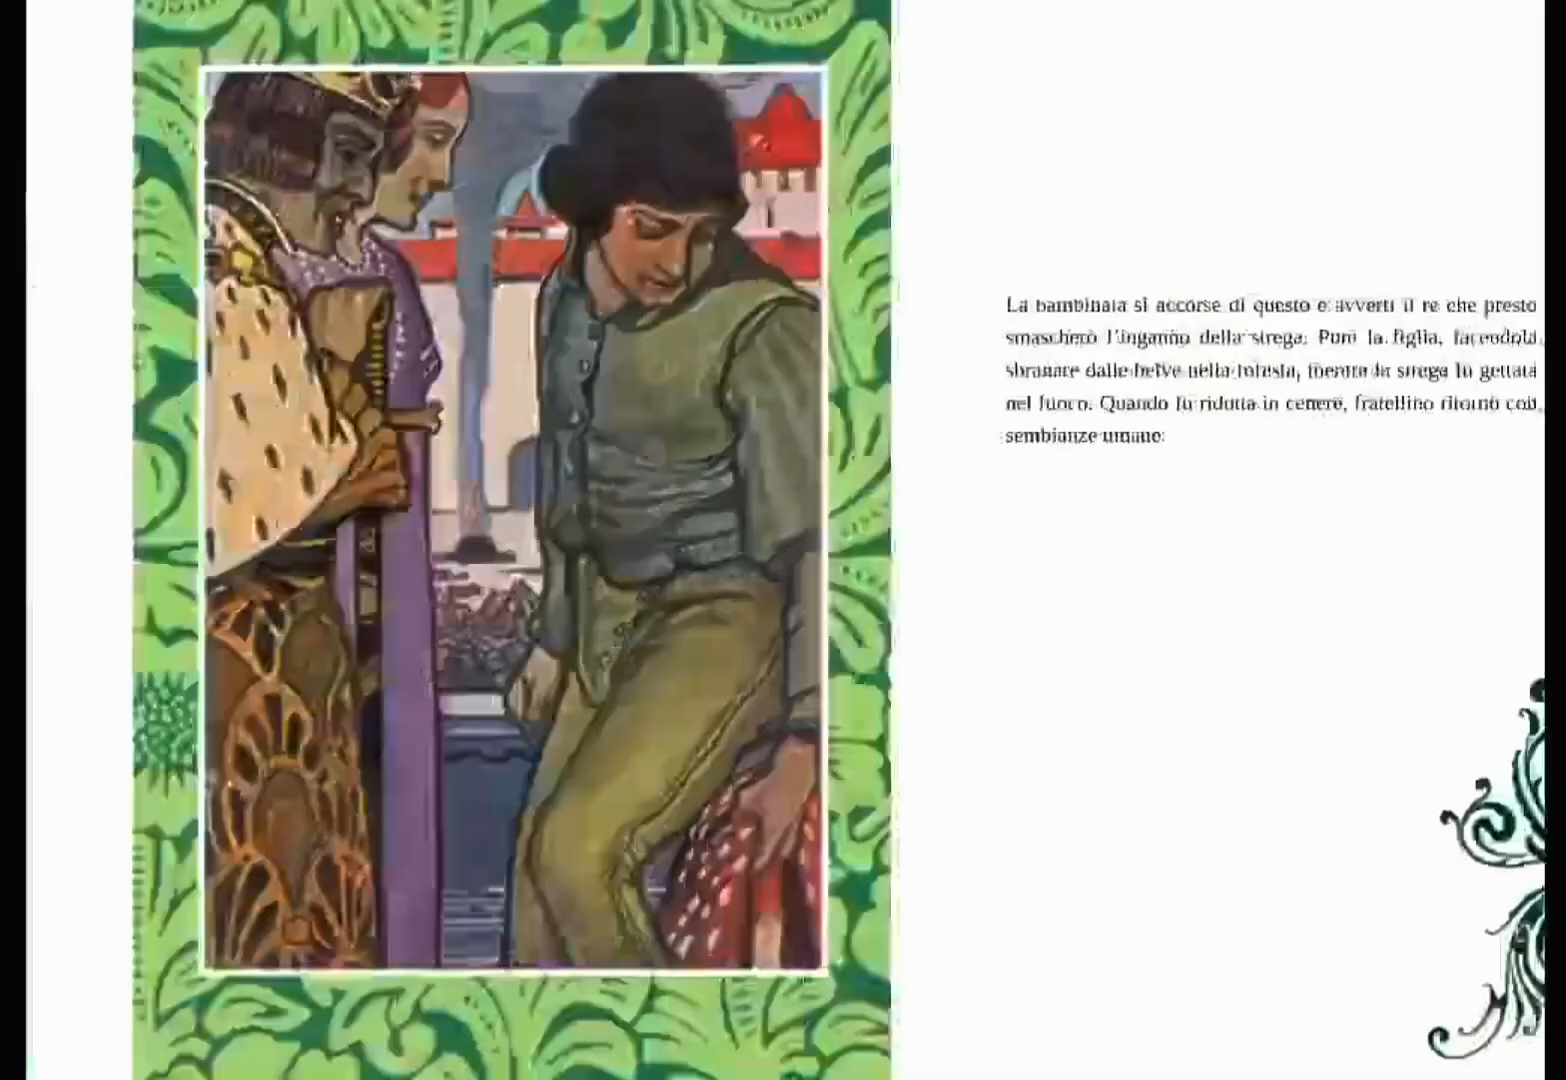 La bambinaia si accorse di questo e avvertì il re che presto
smascherò l'inganno della strega. Punì la figlia, facendola
sbranare dalle belve nella foresta, mentre la strega fu gettata
nel fuoco. Quando fu ridotta in cenere, fratellino ritornò con
sembianze umane.